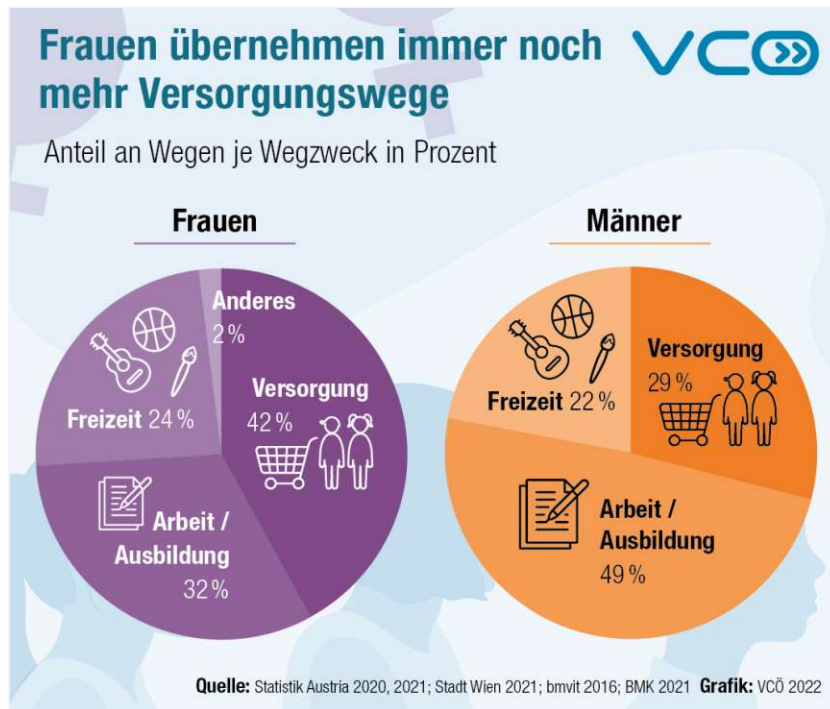 Frauen übernehmen immer noch
mehr Versorgungswege
VCÖ
Anteil an Wegen je Wegzweck in Prozent
Frauen
Anderes
2 %
Versorgung
42 %
Freizeit 24 %
Arbeit /
Ausbildung
32 %
Männer
Versorgung
29 %
Freizeit 22 %
Arbeit /
Ausbildung
49 %
Quelle: Statistik Austria 2020, 2021; Stadt Wien 2021; bmvit 2016; BMK 2021 Grafik: VCÖ 2022